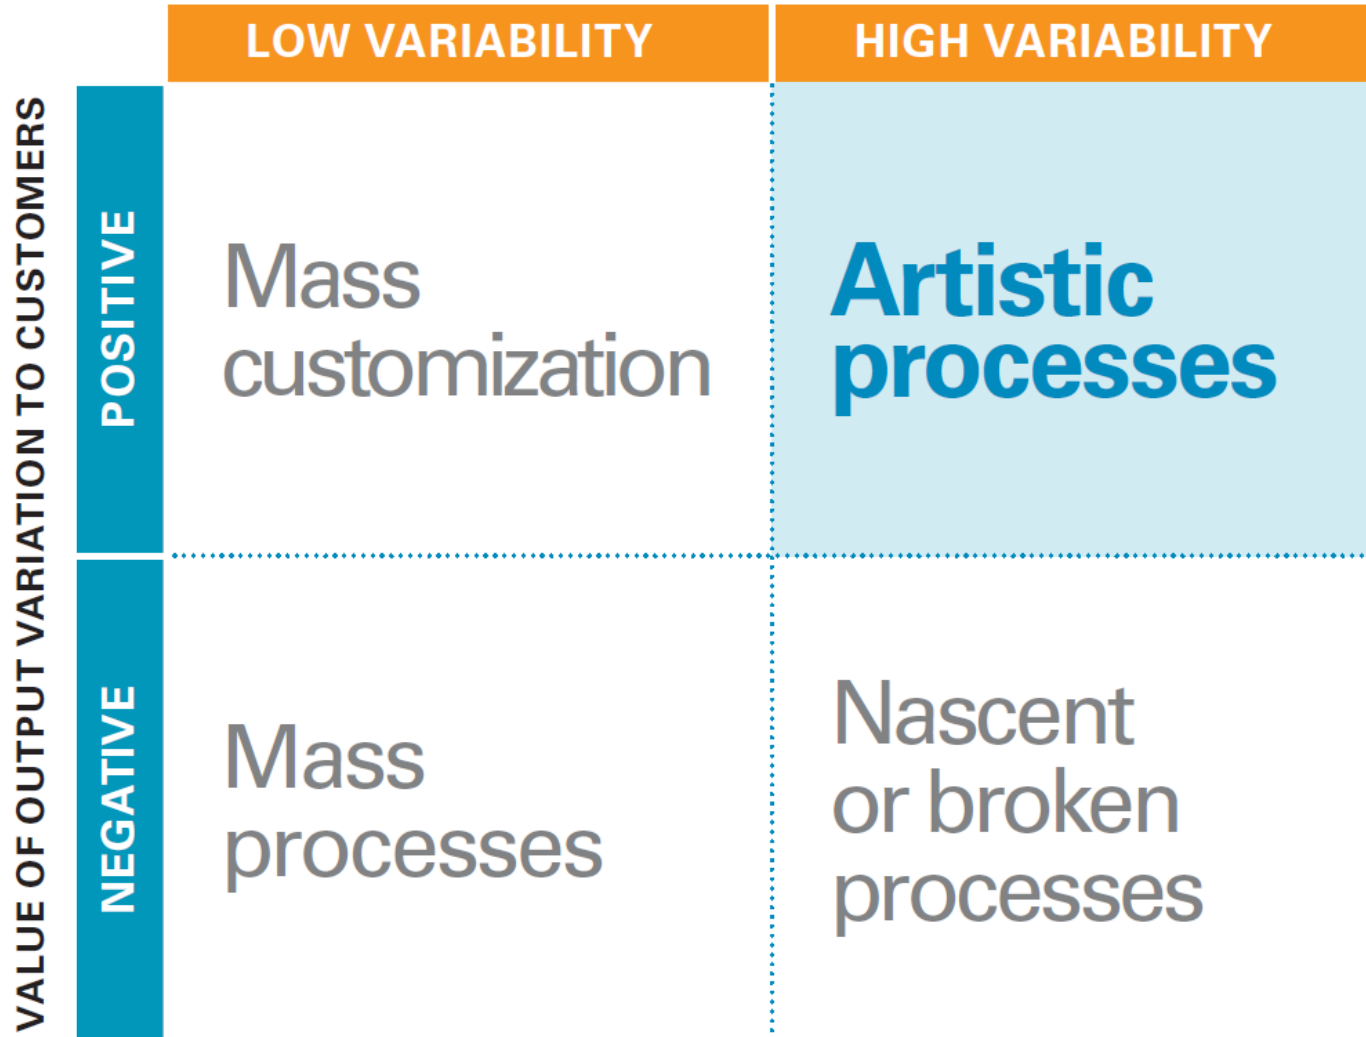 LOW VARIABILITY
HIGH VARIABILITY
VALUE OF OUTPUT VARIATION TO CUSTOMERS
POSITIVE
Mass
customization
Artistic
processes
NEGATIVE
Mass
processes
Nascent
or broken
processes